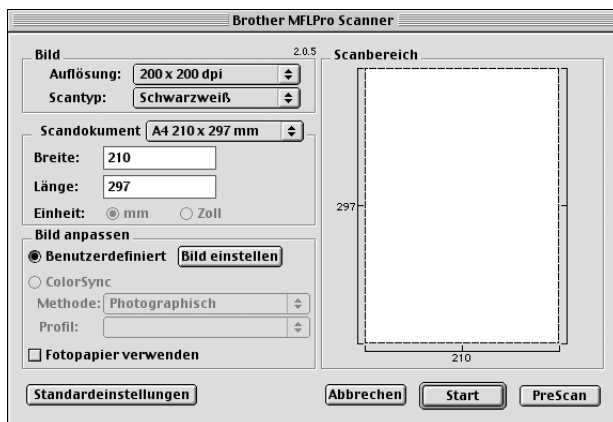 Brother MFLPro Scanner
Bild 2.0.5
Auflösung: 200 x 200 dpi
Scantyp: Schwarzweiß
Scandokument A4 210 x 297 mm
Breite: 210
Länge: 297
Einheit: mm Zoll
Bild anpassen
Benutzerdefiniert Bild einstellen
ColorSync
Methode: Photographisch
Profil:
Fotopapier verwenden
Scanbereich
297
210
Standardeinstellungen Abbrechen Start PreScan